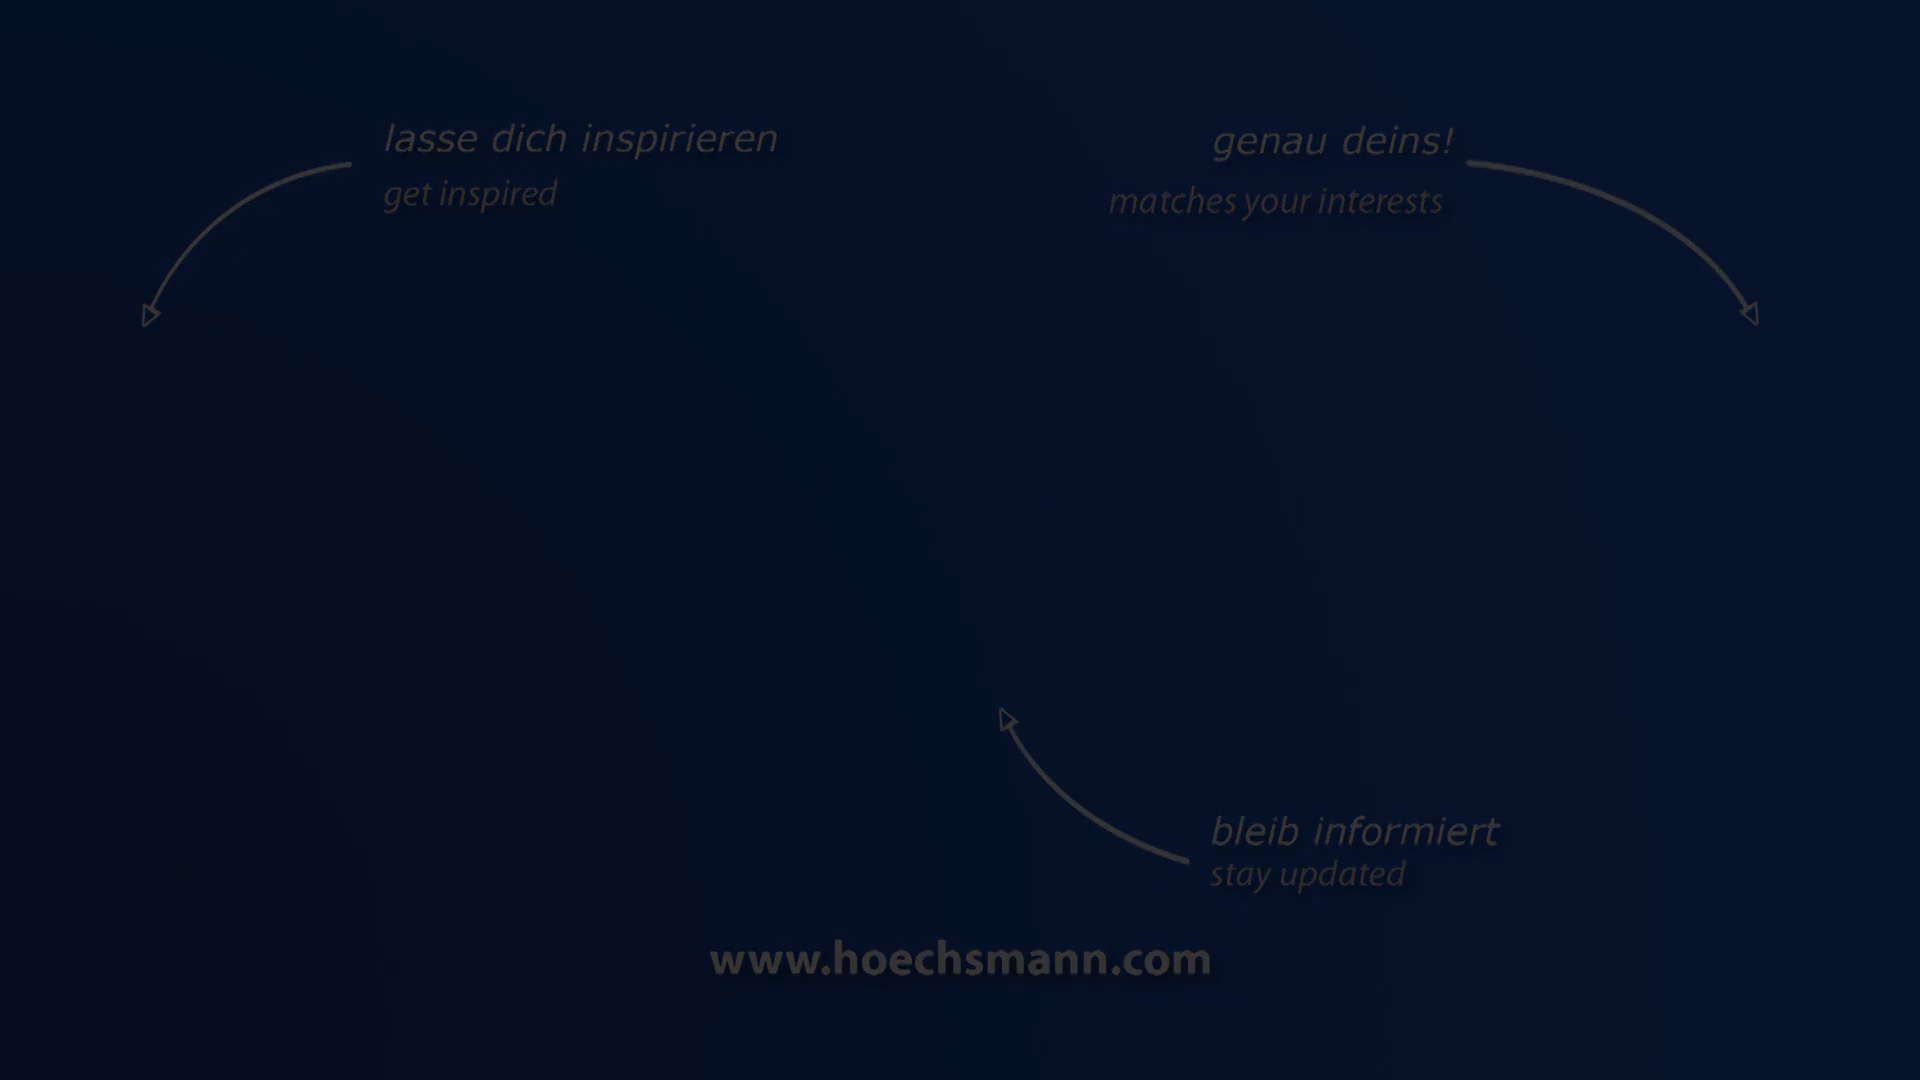 lasse dich inspirieren
get inspired
genau deins!
matches your interests
bleib informiert
stay updated
www.hoechsmann.com